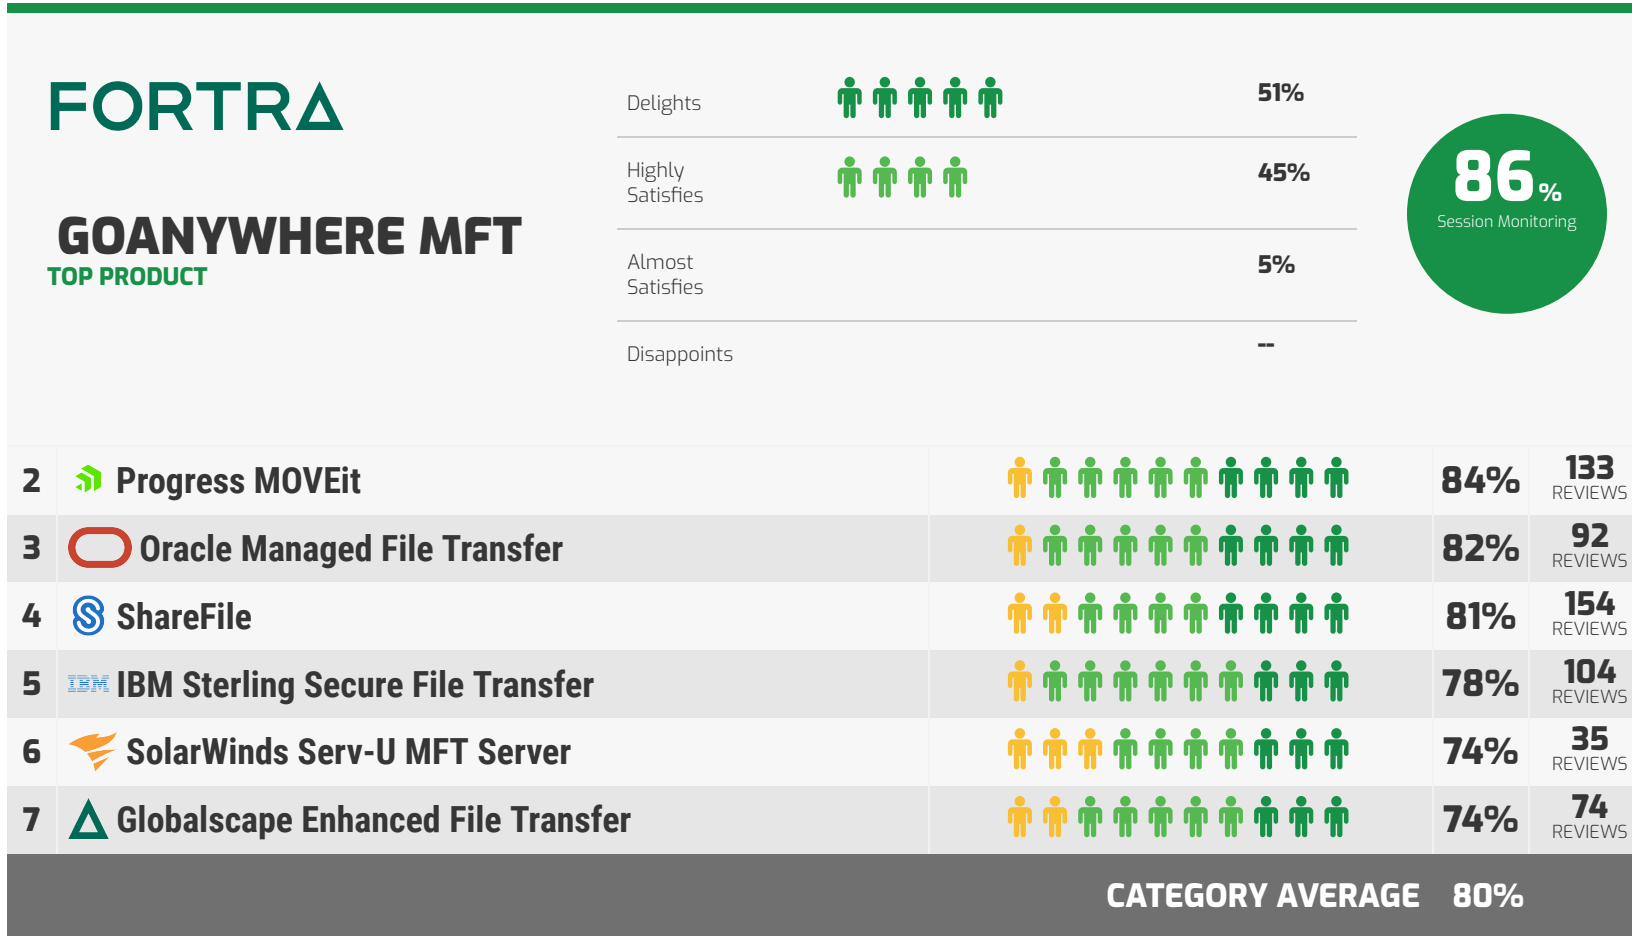 FORTRA
GOANYWHERE MFT
TOP PRODUCT
Delights 51%
Highly
Satisfies 45%
Almost
Satisfies 5%
Disappoints --
86%
Session Monitoring
2 Progress MOVEit 84% 133 REVIEWS
3 Oracle Managed File Transfer 82% 92 REVIEWS
4 ShareFile 81% 154 REVIEWS
5 IBM IBM Sterling Secure File Transfer 78% 104 REVIEWS
6 SolarWinds Serv-U MFT Server 74% 35 REVIEWS
7 Globalscape Enhanced File Transfer 74% 74 REVIEWS
CATEGORY AVERAGE 80%